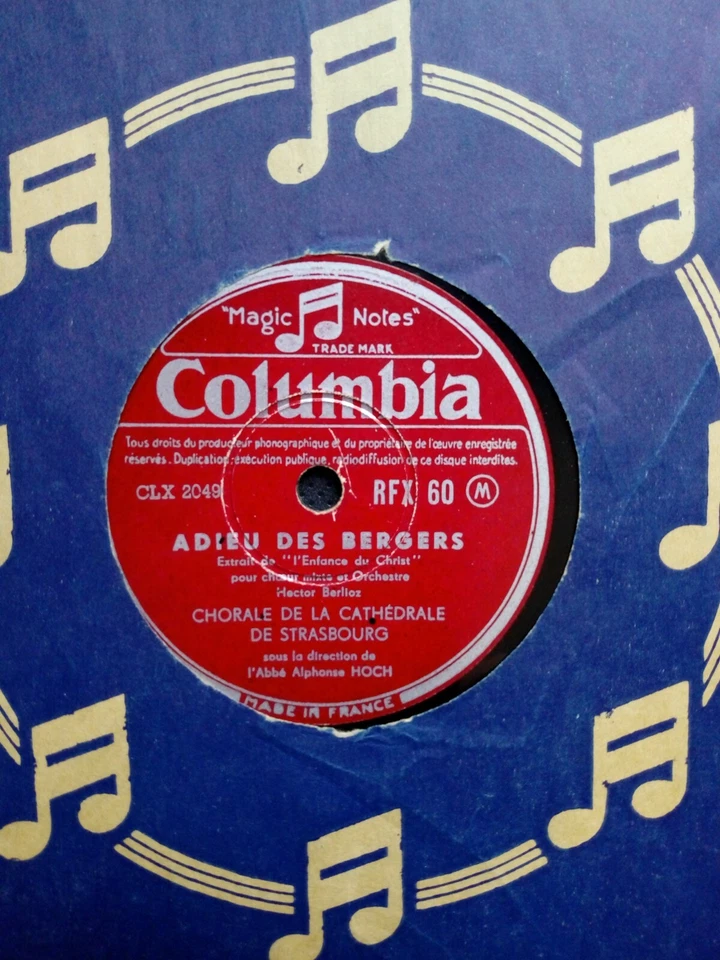 "Magic Notes"
TRADE MARK
Columbia
Tous droits du producteur phonographique et du propriétaire de l'œuvre enregistrée
réservés. Duplication, exécution publique, radiodiffusion de ce disque interdites.
CLX 2049 RFX 60 M
ADIEU DES BERGERS
Extrait de "l'Enfance du Christ"
pour chœur mixte et Orchestre
Hector Berlioz
CHORALE DE LA CATHÉDRALE
DE STRASBOURG
sous la direction de
l'Abbé Alphonse HOCH
MADE IN FRANCE